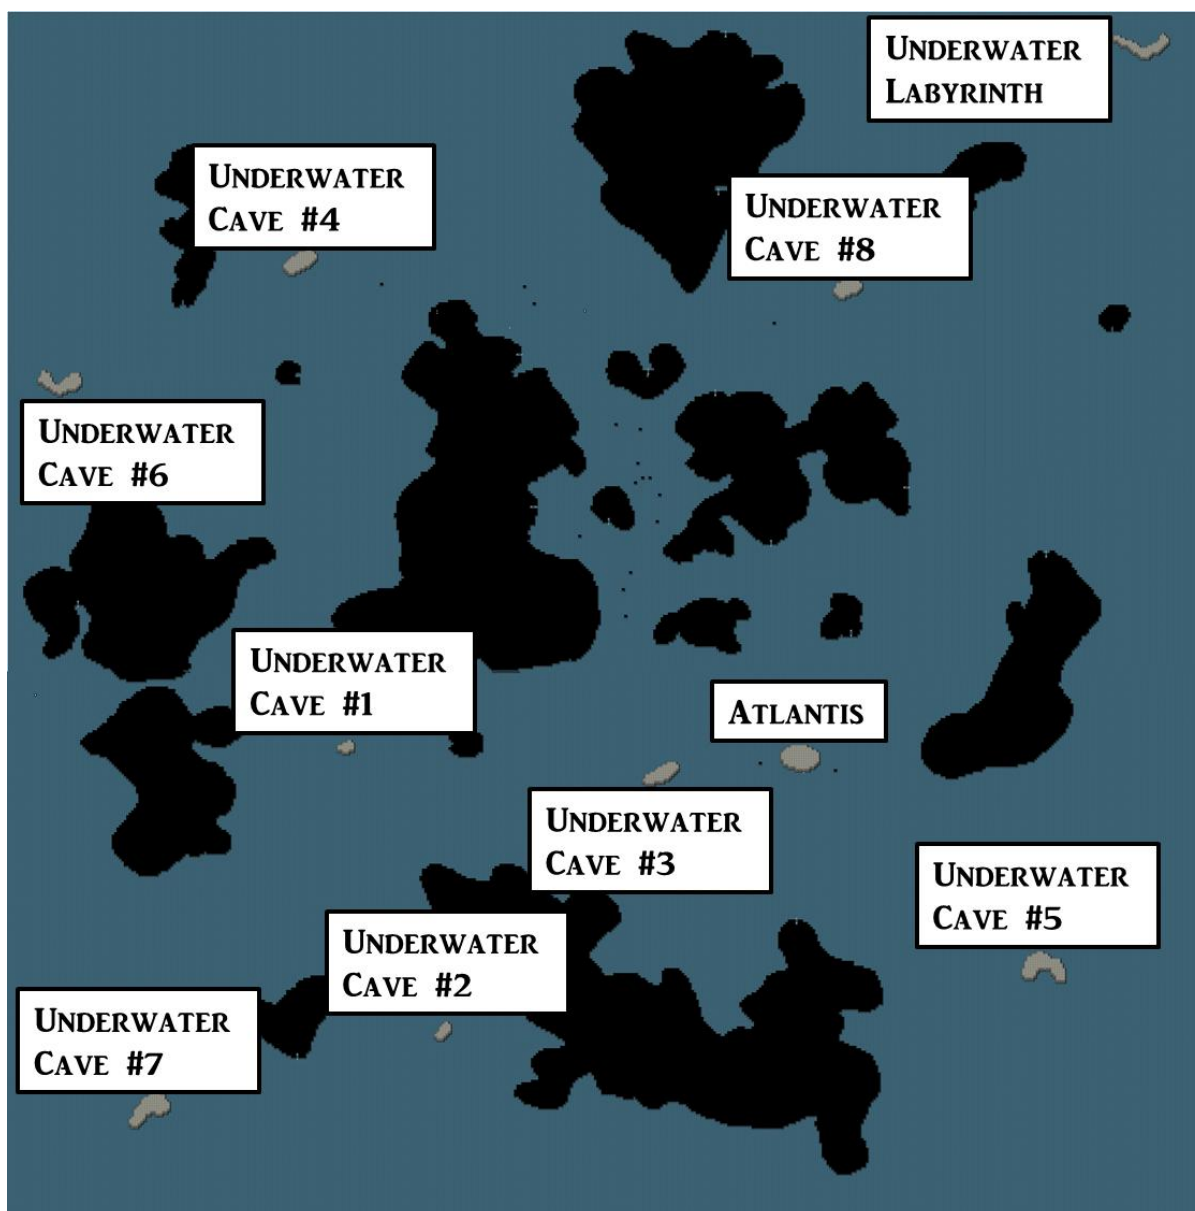 Underwater
Labyrinth
Underwater
Cave #4
Underwater
Cave #8
Underwater
Cave #6
Underwater
Cave #1
Atlantis
Underwater
Cave #3
Underwater
Cave #5
Underwater
Cave #2
Underwater
Cave #7